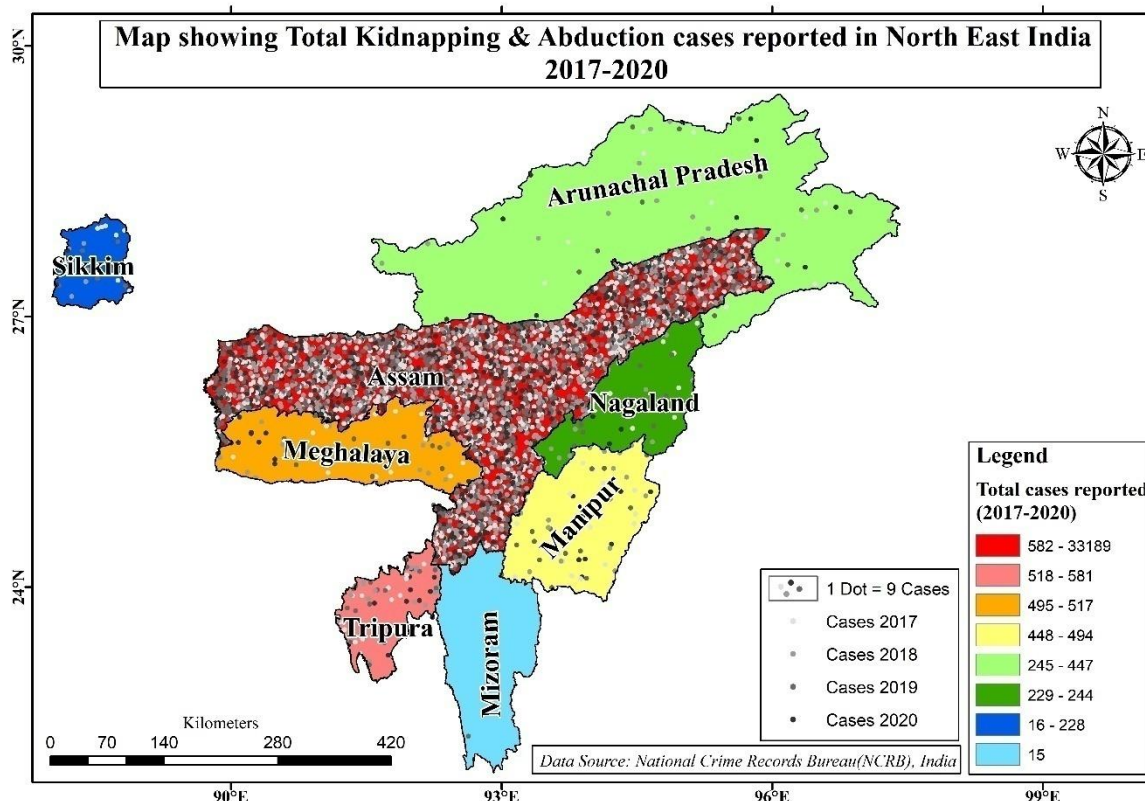 Map showing Total Kidnapping & Abduction cases reported in North East India
2017-2020
30°N
27°N
24°N
N
W
E
S
Arunachal Pradesh
Sikkim
Assam
Nagaland
Meghalaya
Manipur
Tripura
Mizoram
Legend
Total cases reported
(2017-2020)
582 - 33189
518 - 581
495 - 517
448 - 494
245 - 447
229 - 244
16 - 228
15
1 Dot = 9 Cases
Cases 2017
Cases 2018
Cases 2019
Cases 2020
Kilometers
0 70 140 280 420
Data Source: National Crime Records Bureau(NCRB), India
90°E 93°E 96°E 99°E